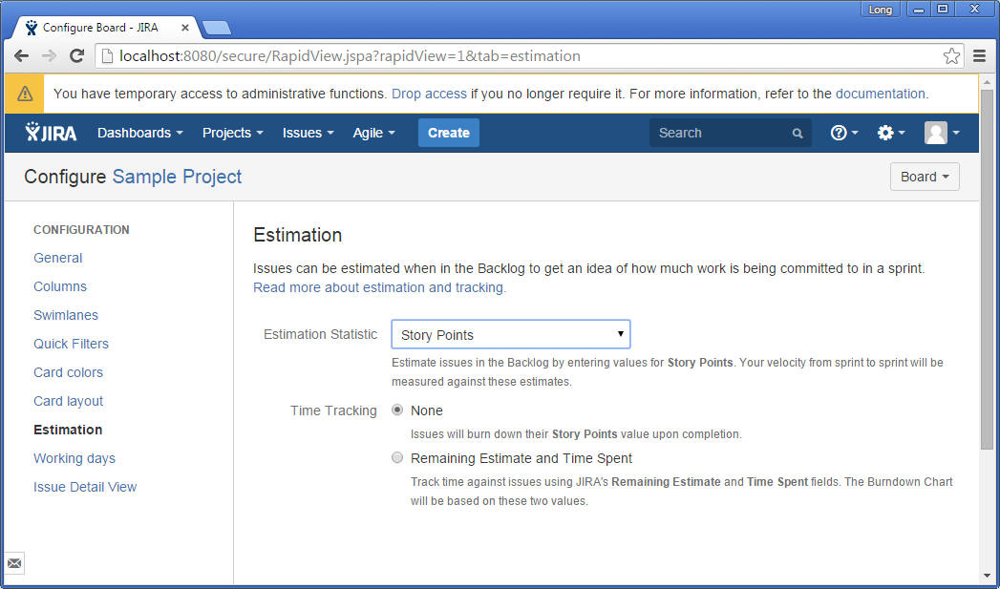 Long
Configure Board - JIRA
localhost:8080/secure/RapidView.jspa?rapidView=1&tab=estimation
You have temporary access to administrative functions. Drop access if you no longer require it. For more information, refer to the documentation.
JIRA Dashboards Projects Issues Agile Create Search
Configure Sample Project
Board
CONFIGURATION
General
Columns
Swimlanes
Quick Filters
Card colors
Card layout
Estimation
Working days
Issue Detail View
Estimation
Issues can be estimated when in the Backlog to get an idea of how much work is being committed to in a sprint.
Read more about estimation and tracking.
Estimation Statistic Story Points
Estimate issues in the Backlog by entering values for Story Points. Your velocity from sprint to sprint will be
measured against these estimates.
Time Tracking None
Issues will burn down their Story Points value upon completion.
Remaining Estimate and Time Spent
Track time against issues using JIRA's Remaining Estimate and Time Spent fields. The Burndown Chart
will be based on these two values.